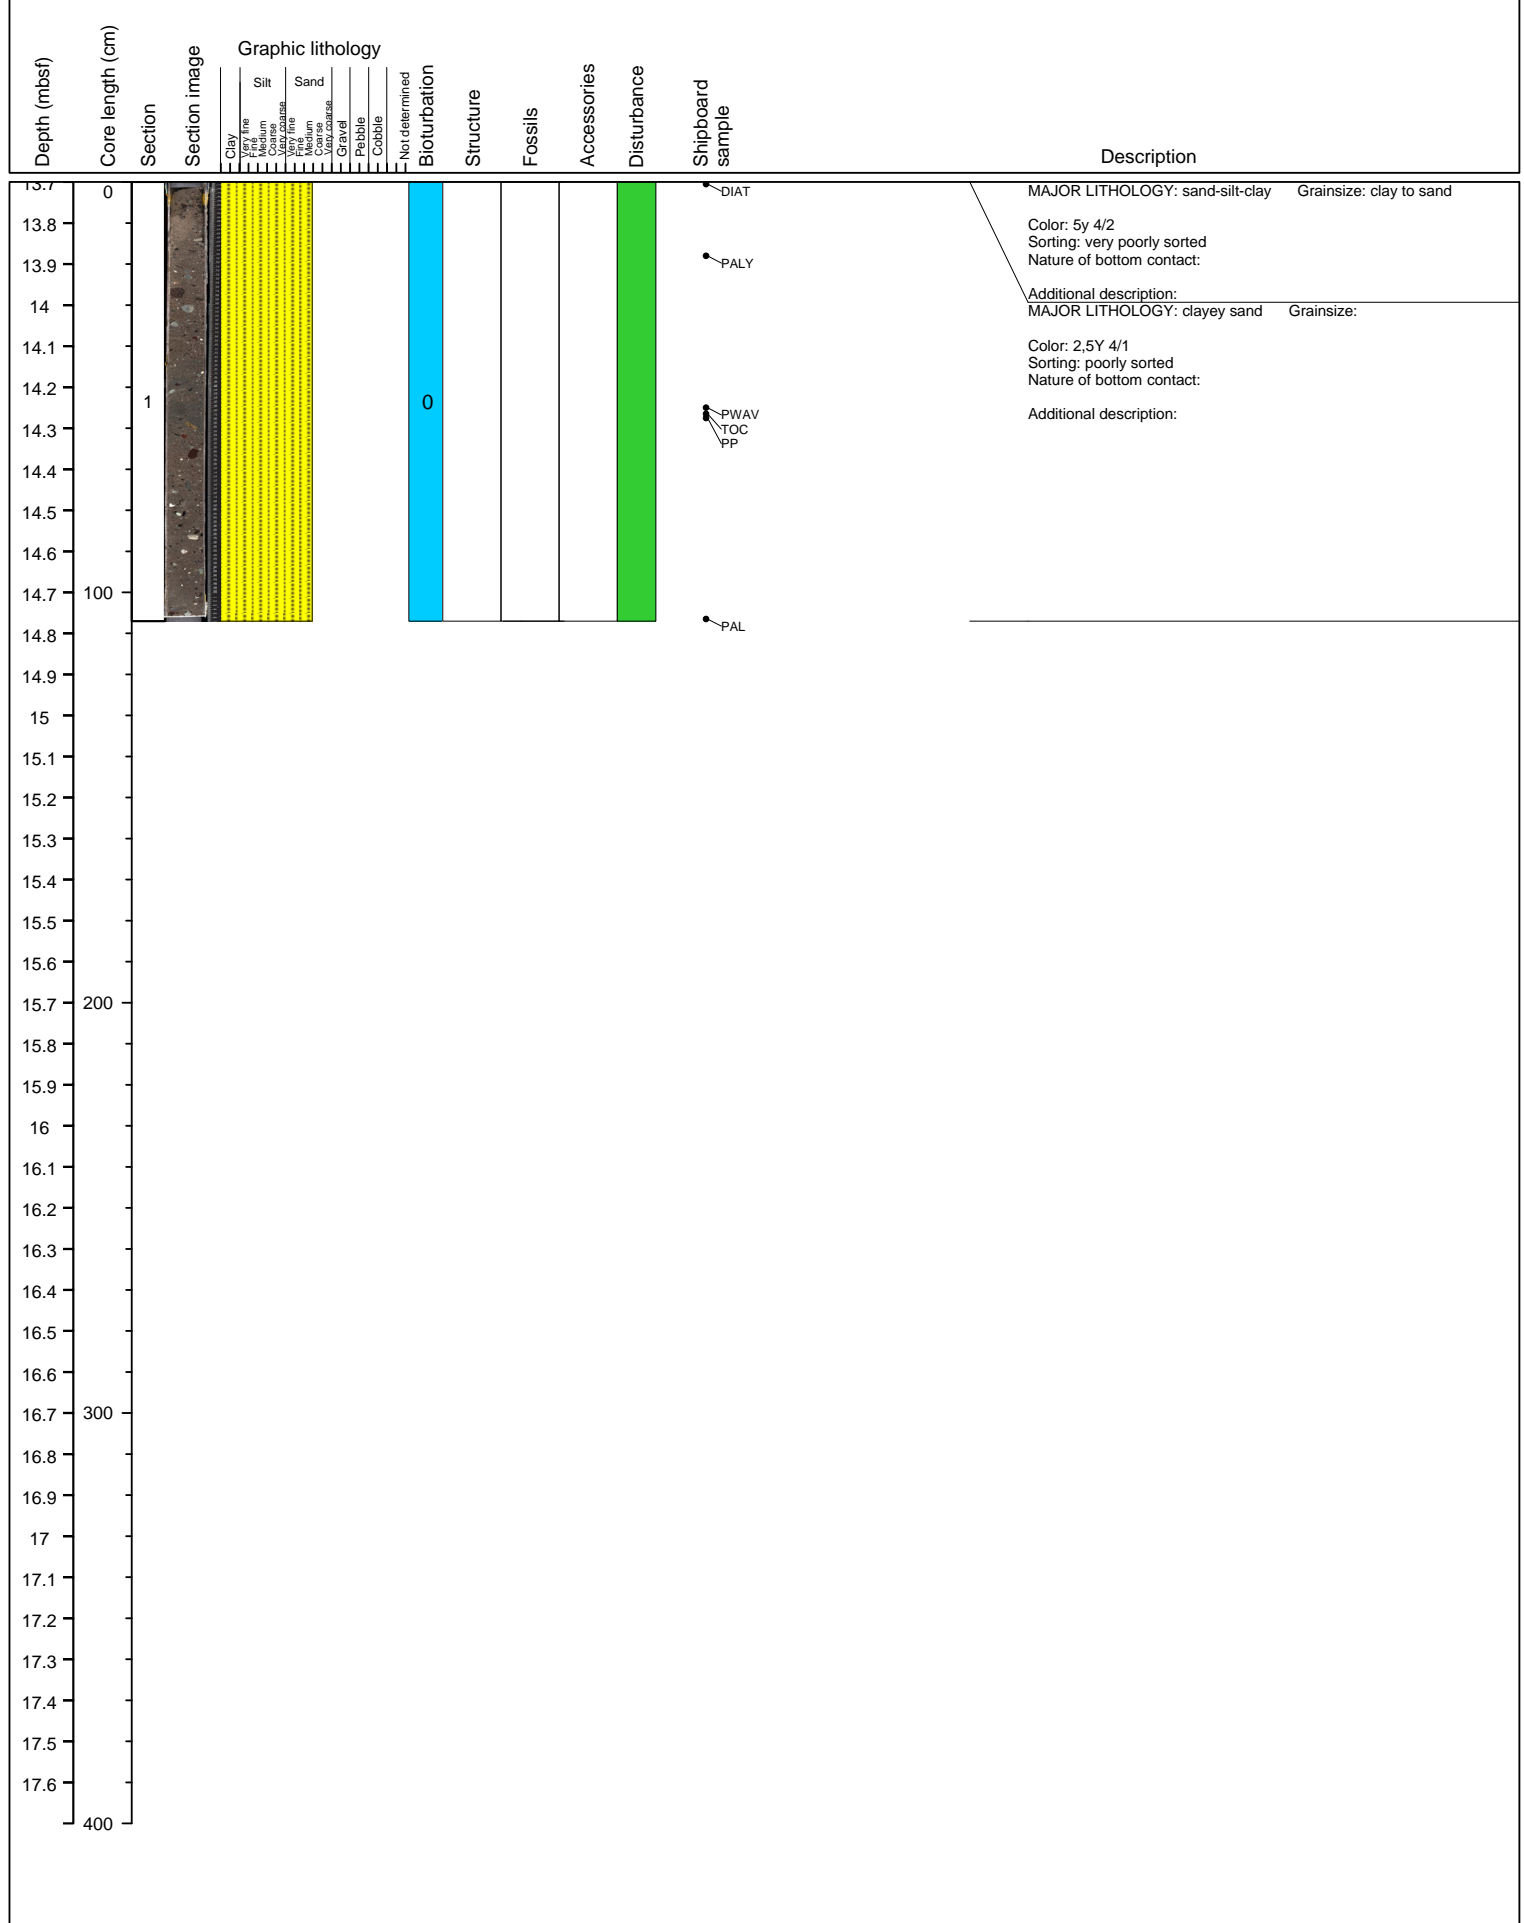 Depth (mbsf)
Core length (cm)
Section
Section image
Graphic lithology
Clay
Silt
Very fine
Fine
Medium
Coarse
Very coarse
Sand
Very fine
Fine
Medium
Coarse
Very coarse
Gravel
Pebble
Cobble
Not determined
Bioturbation
Structure
Fossils
Accessories
Disturbance
Shipboard
sample
Description
13.7
13.8
13.9
14
14.1
14.2
14.3
14.4
14.5
14.6
14.7
14.8
14.9
15
15.1
15.2
15.3
15.4
15.5
15.6
15.7
15.8
15.9
16
16.1
16.2
16.3
16.4
16.5
16.6
16.7
16.8
16.9
17
17.1
17.2
17.3
17.4
17.5
17.6
0
100
200
300
400
1
0
DIAT
PALY
PWAV
TOC
PP
PAL
MAJOR LITHOLOGY: sand-silt-clay Grainsize: clay to sand
Color: 5y 4/2
Sorting: very poorly sorted
Nature of bottom contact:
Additional description:
MAJOR LITHOLOGY: clayey sand Grainsize:
Color: 2,5Y 4/1
Sorting: poorly sorted
Nature of bottom contact:
Additional description: